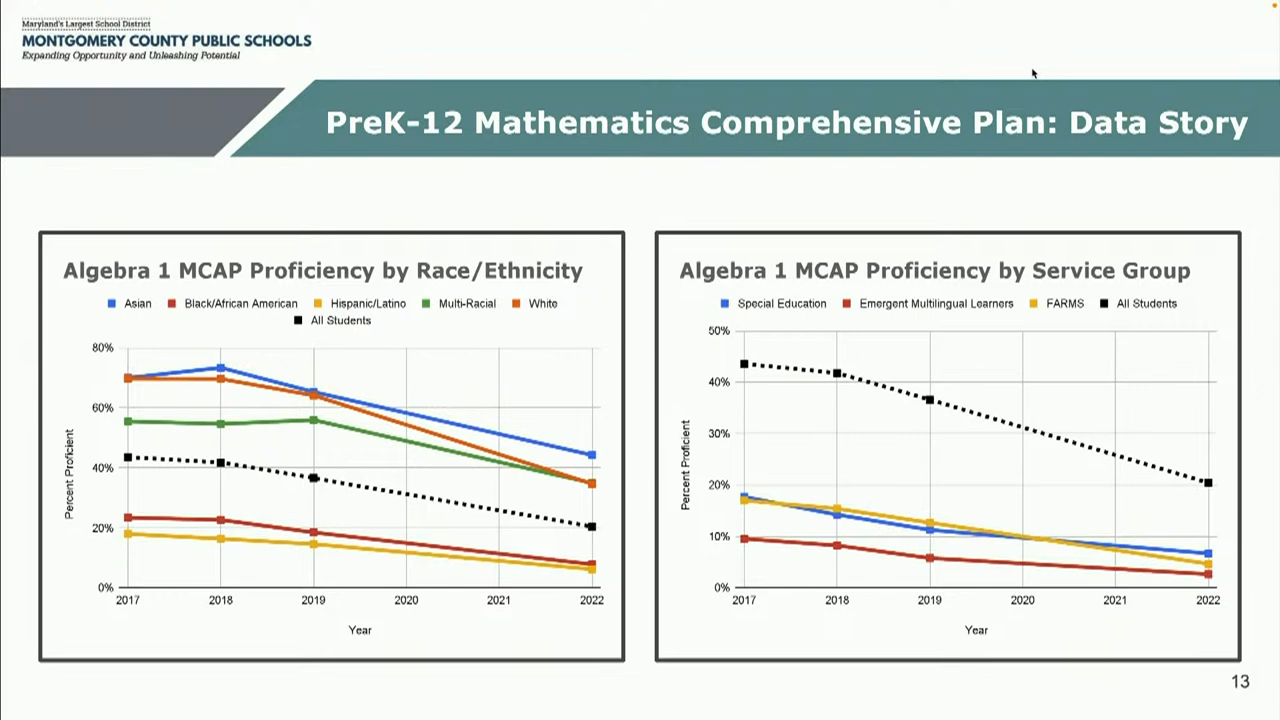 Maryland's Largest School District
MONTGOMERY COUNTY PUBLIC SCHOOLS
Expanding Opportunity and Unleashing Potential
PreK-12 Mathematics Comprehensive Plan: Data Story
Algebra 1 MCAP Proficiency by Race/Ethnicity
Asian Black/African American Hispanic/Latino Multi-Racial White
All Students
80%
60%
40%
20%
0%
Percent Proficient
2017 2018 2019 2020 2021 2022
Year
Algebra 1 MCAP Proficiency by Service Group
Special Education Emergent Multilingual Learners FARMS All Students
50%
40%
30%
20%
10%
0%
Percent Proficient
2017 2018 2019 2020 2021 2022
Year
13